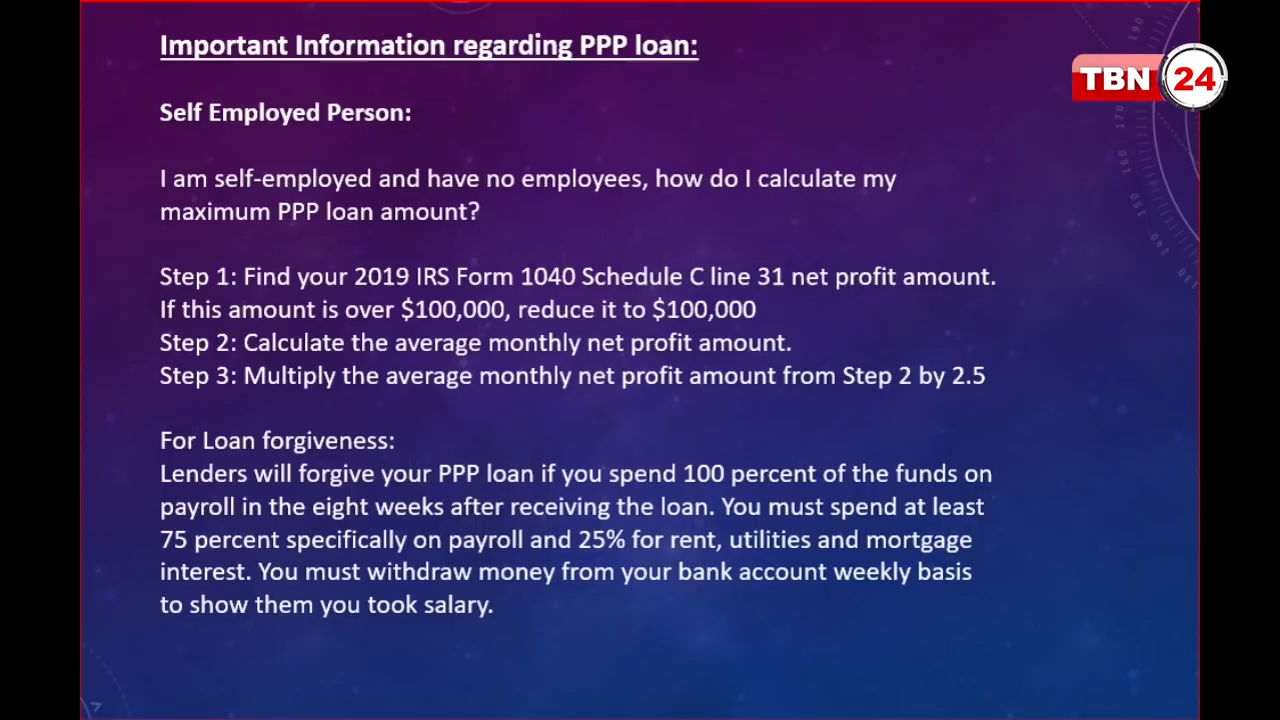 Important Information regarding PPP loan:
TBN 24
Self Employed Person:
I am self-employed and have no employees, how do I calculate my
maximum PPP loan amount?
Step 1: Find your 2019 IRS Form 1040 Schedule C line 31 net profit amount.
If this amount is over $100,000, reduce it to $100,000
Step 2: Calculate the average monthly net profit amount.
Step 3: Multiply the average monthly net profit amount from Step 2 by 2.5
For Loan forgiveness:
Lenders will forgive your PPP loan if you spend 100 percent of the funds on
payroll in the eight weeks after receiving the loan. You must spend at least
75 percent specifically on payroll and 25% for rent, utilities and mortgage
interest. You must withdraw money from your bank account weekly basis
to show them you took salary.
190
170
160
150
140